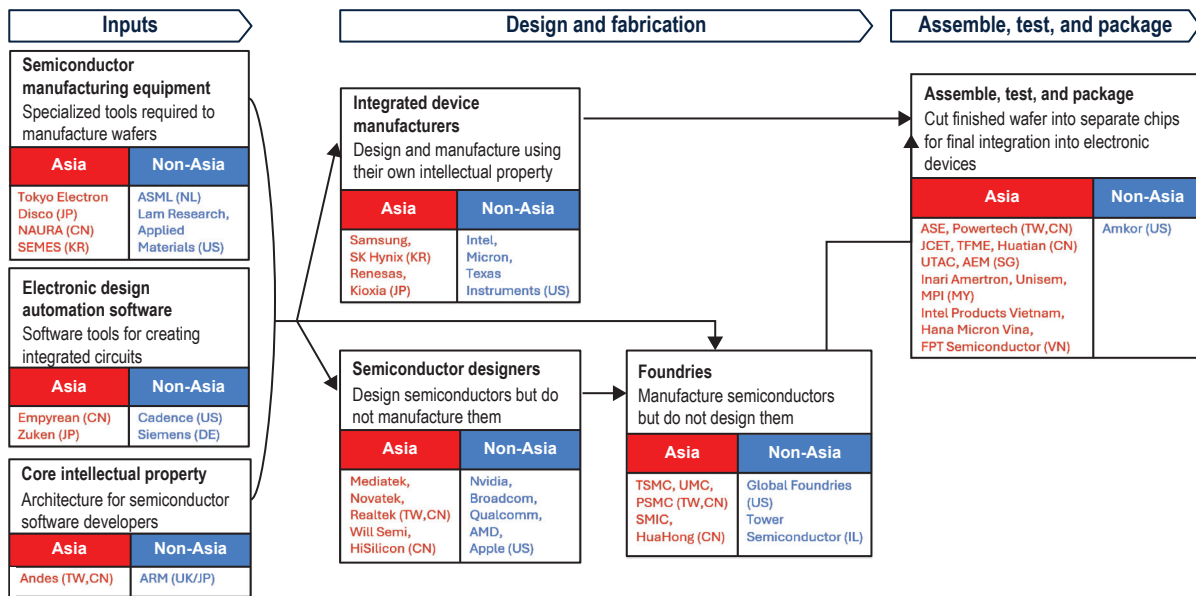 Inputs
Design and fabrication
Assemble, test, and package
Semiconductor
manufacturing equipment
Specialized tools required to
manufacture wafers
Asia
Non-Asia
Tokyo Electron
Disco (JP)
NAURA (CN)
SEMES (KR)
ASML (NL)
Lam Research,
Applied
Materials (US)
Electronic design
automation software
Software tools for creating
integrated circuits
Asia
Non-Asia
Empyrean (CN)
Zuken (JP)
Cadence (US)
Siemens (DE)
Core intellectual property
Architecture for semiconductor
software developers
Asia
Non-Asia
Andes (TW,CN)
ARM (UK/JP)
Integrated device
manufacturers
Design and manufacture using
their own intellectual property
Asia
Non-Asia
Samsung,
SK Hynix (KR)
Renesas,
Kioxia (JP)
Intel,
Micron,
Texas
Instruments (US)
Semiconductor designers
Design semiconductors but do
not manufacture them
Asia
Non-Asia
Mediatek,
Novatek,
Realtek (TW,CN)
Will Semi,
HiSilicon (CN)
Nvidia,
Broadcom,
Qualcomm,
AMD,
Apple (US)
Foundries
Manufacture semiconductors
but do not design them
Asia
Non-Asia
TSMC, UMC,
PSMC (TW,CN)
SMIC,
HuaHong (CN)
Global Foundries
(US)
Tower
Semiconductor (IL)
Assemble, test, and package
Cut finished wafer into separate chips
for final integration into electronic
devices
Asia
Non-Asia
ASE, Powertech (TW,CN)
JCET, TFME, Huatian (CN)
UTAC, AEM (SG)
Inari Amertron, Unisem,
MPI (MY)
Intel Products Vietnam,
Hana Micron Vina,
FPT Semiconductor (VN)
Amkor (US)